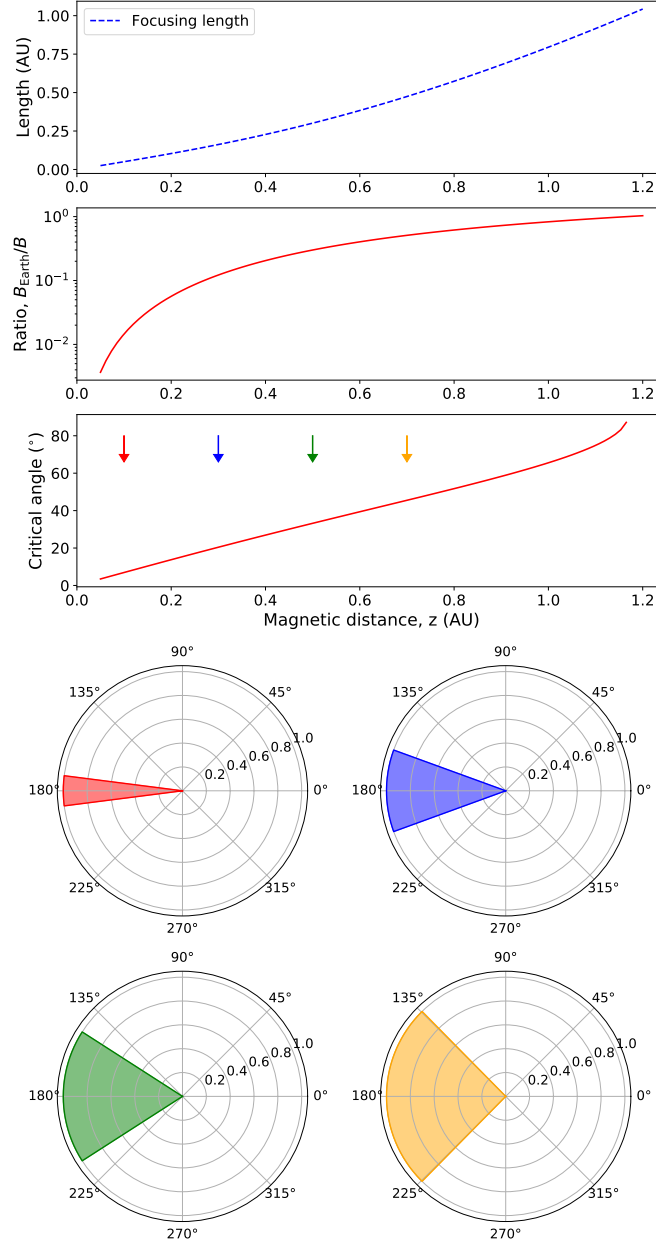 1.00
0.75
0.50
0.25
0.00
Length (AU)
Focusing length
0.0 0.2 0.4 0.6 0.8 1.0 1.2
10⁰
10⁻¹
10⁻²
Ratio, B_Earth/B
0.0 0.2 0.4 0.6 0.8 1.0 1.2
80
60
40
20
0
Critical angle (°)
0.0 0.2 0.4 0.6 0.8 1.0 1.2
Magnetic distance, z (AU)
90°
135° 45°
180° 0.2 0.4 0.6 0.8 1.0 0°
225° 315°
270°
90°
135° 45°
180° 0.2 0.4 0.6 0.8 1.0 0°
225° 315°
270°
90°
135° 45°
180° 0.2 0.4 0.6 0.8 1.0 0°
225° 315°
270°
90°
135° 45°
180° 0.2 0.4 0.6 0.8 1.0 0°
225° 315°
270°